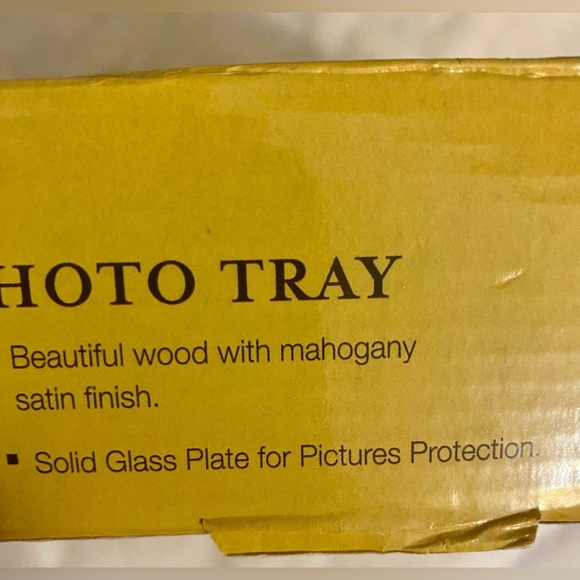 HOTO TRAY
Beautiful wood with mahogany
satin finish.
▪ Solid Glass Plate for Pictures Protection.